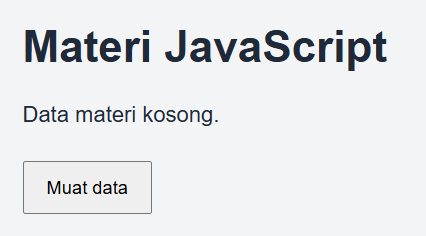 Materi JavaScript
Data materi kosong.
Muat data